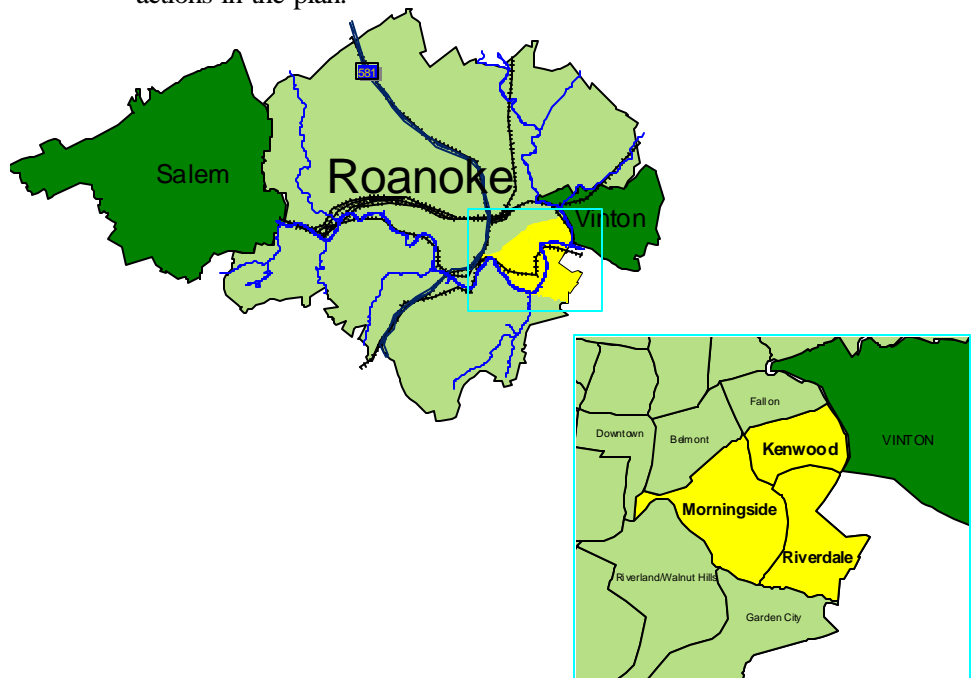 actions in the plan.
581
Salem
Roanoke
Vinton
Fallon
Downtown
Belmont
Kenwood
VINTON
Morningside
Riverdale
Riverland/Walnut Hills
Garden City